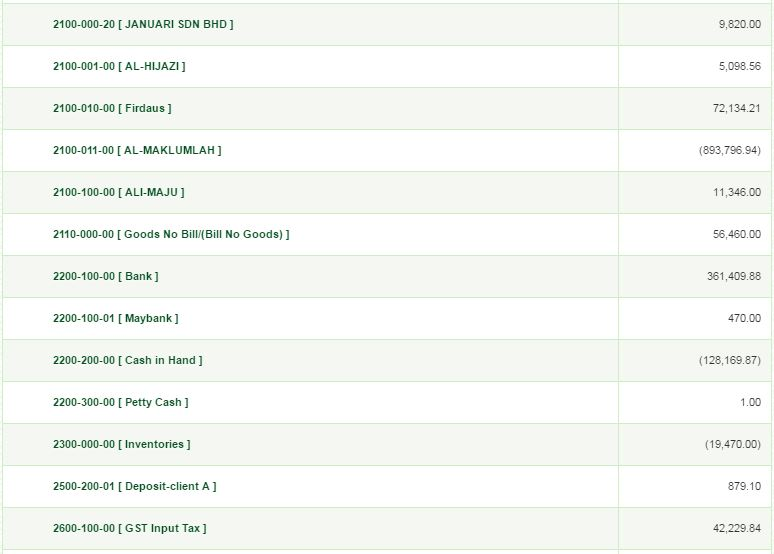 2100-000-20 [ JANUARI SDN BHD ] 9,820.00
2100-001-00 [ AL-HIJAZI ] 5,098.56
2100-010-00 [ Firdaus ] 72,134.21
2100-011-00 [ AL-MAKLUMLAH ] (893,796.94)
2100-100-00 [ ALI-MAJU ] 11,346.00
2110-000-00 [ Goods No Bill/(Bill No Goods) ] 56,460.00
2200-100-00 [ Bank ] 361,409.88
2200-100-01 [ Maybank ] 470.00
2200-200-00 [ Cash in Hand ] (128,169.87)
2200-300-00 [ Petty Cash ] 1.00
2300-000-00 [ Inventories ] (19,470.00)
2500-200-01 [ Deposit-client A ] 879.10
2600-100-00 [ GST Input Tax ] 42,229.84